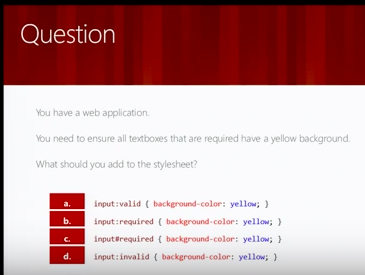 Question
You have a web application.
You need to ensure all textboxes that are required have a yellow background.
What should you add to the stylesheet?
a. input:valid { background-color: yellow; }
b. input:required { background-color: yellow; }
c. input#required { background-color: yellow; }
d. input:invalid { background-color: yellow; }